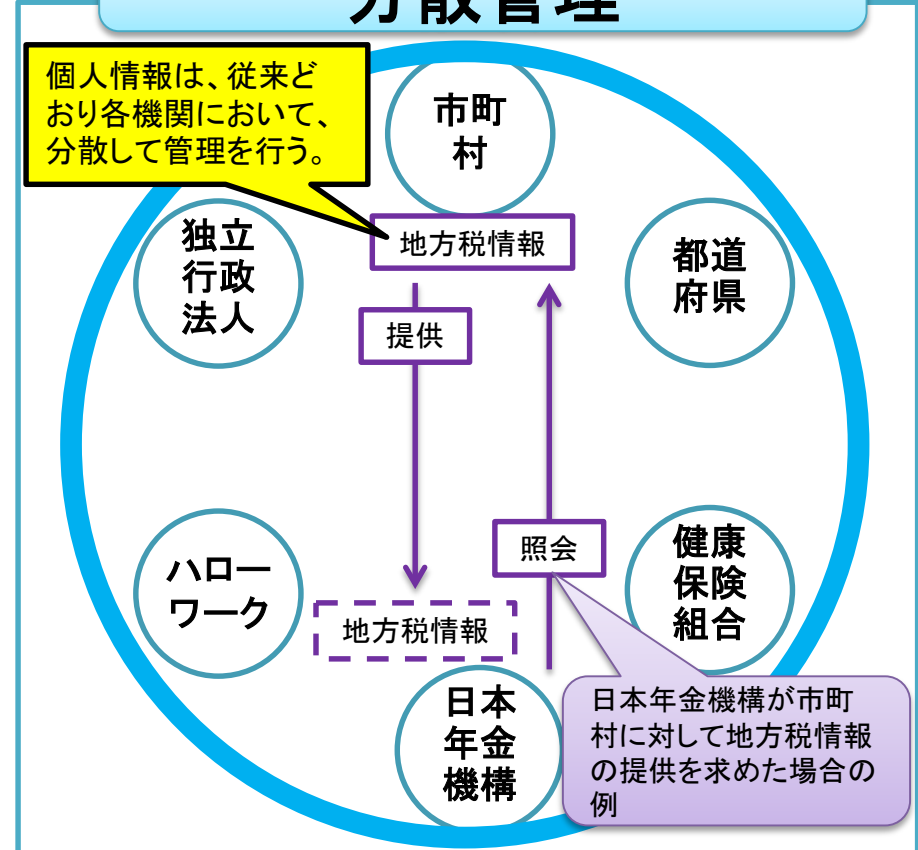 分散管理
個人情報は、従来ど
おり各機関において、
分散して管理を行う。
市町
村
独立
行政
法人
地方税情報
都道
府県
提供
照会
ハロー
ワーク
健康
保険
組合
地方税情報
日本
年金
機構
日本年金機構が市町
村に対して地方税情報
の提供を求めた場合の
例